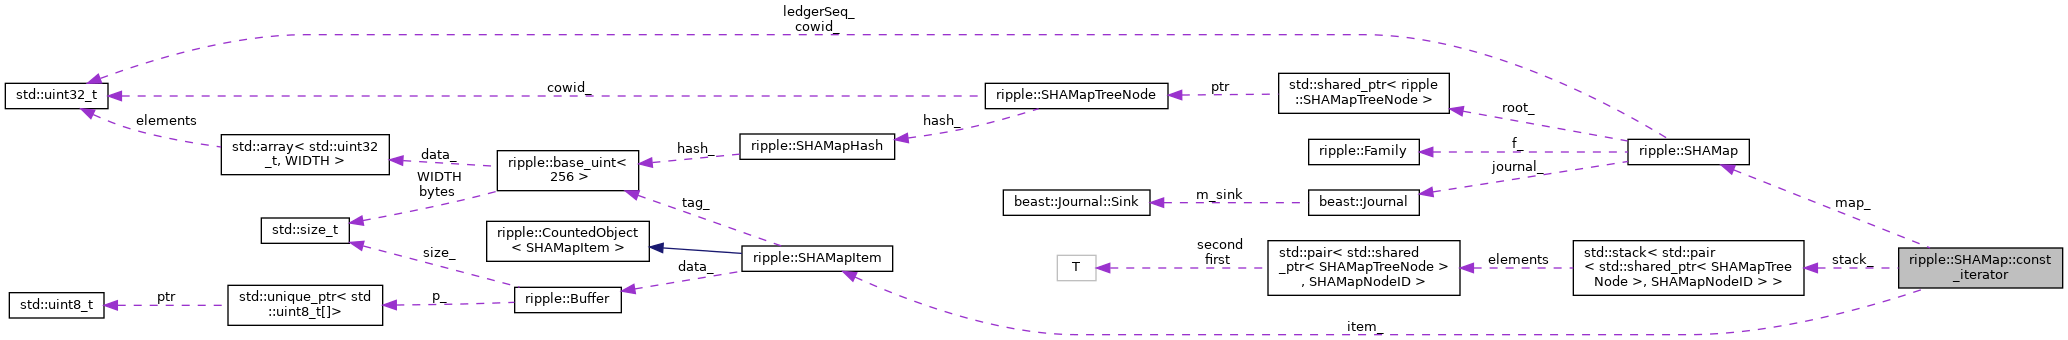 ledgerSeq_
cowid_
std::uint32_t
cowid_
ripple::SHAMapTreeNode
ptr
std::shared_ptr< ripple
::SHAMapTreeNode >
root_
elements
std::array< std::uint32
_t, WIDTH >
data_
ripple::base_uint<
256 >
hash_
ripple::SHAMapHash
hash_
ripple::Family
f_
ripple::SHAMap
WIDTH
bytes
journal_
beast::Journal::Sink
m_sink
beast::Journal
tag_
map_
std::size_t
ripple::CountedObject
< SHAMapItem >
size_
data_
ripple::SHAMapItem
second
first
T
std::pair< std::shared
_ptr< SHAMapTreeNode >
, SHAMapNodeID >
elements
std::stack< std::pair
< std::shared_ptr< SHAMapTree
Node >, SHAMapNodeID > >
stack_
ripple::SHAMap::const
_iterator
std::uint8_t
ptr
std::unique_ptr< std
::uint8_t[]>
p_
ripple::Buffer
item_